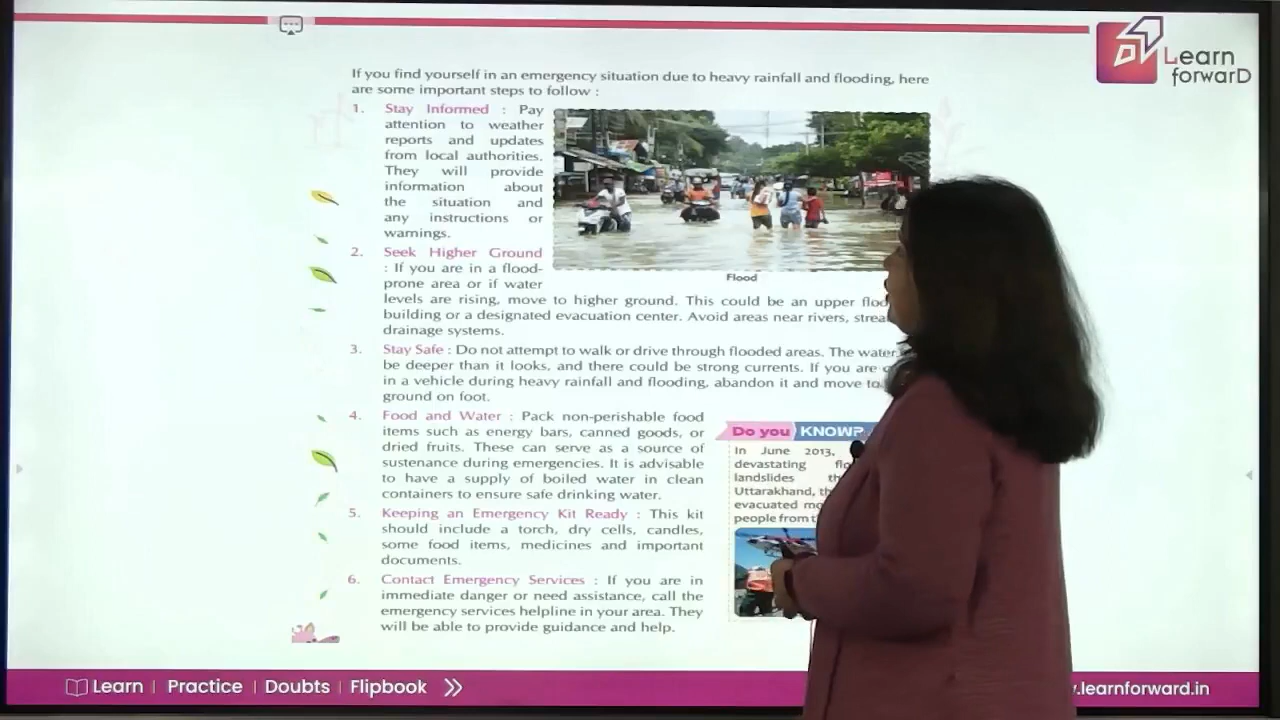 Learn
forwarD
If you find yourself in an emergency situation due to heavy rainfall and flooding, here
are some important steps to follow :
1. Stay Informed : Pay
attention to weather
reports and updates
from local authorities.
They will provide
information about
the situation and
any instructions or
warnings.
Flood
2. Seek Higher Ground
: If you are in a flood-
prone area or if water
levels are rising, move to higher ground. This could be an upper
building or a designated evacuation center. Avoid areas near rivers,
drainage systems.
3. Stay Safe : Do not attempt to walk or drive through flooded areas. The water
be deeper than it looks, and there could be strong currents. If you are
in a vehicle during heavy rainfall and flooding, abandon it and move to
ground on foot.
4. Food and Water : Pack non-perishable food
items such as energy bars, canned goods, or
dried fruits. These can serve as a source of
sustenance during emergencies. It is advisable
to have a supply of boiled water in clean
containers to ensure safe drinking water.
5. Keeping an Emergency Kit Ready : This kit
should include a torch, dry cells, candles,
some food items, medicines and important
documents.
6. Contact Emergency Services : If you are in
immediate danger or need assistance, call the
emergency services helpline in your area. They
will be able to provide guidance and help.
Do you KNOW?
In June 2013,
devastating
landslides
Uttarakhand,
evacuated
people from
Learn | Practice | Doubts | Flipbook
.learnforward.in